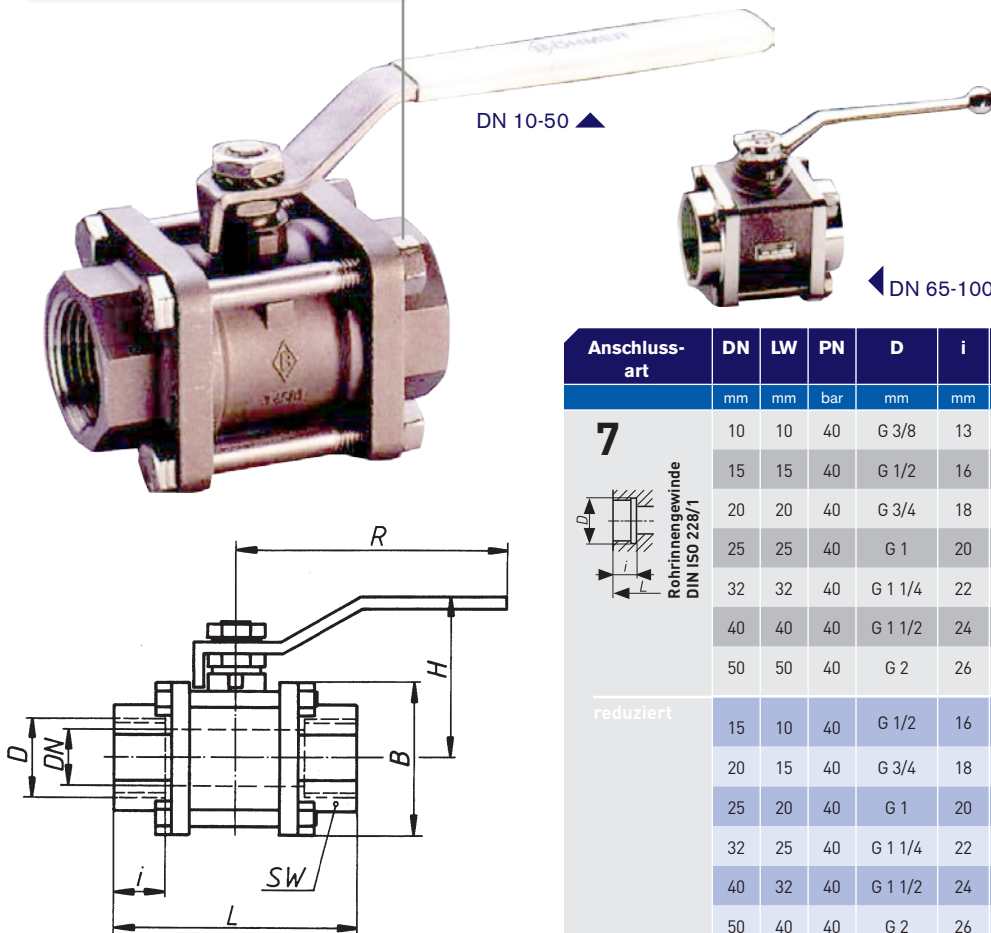 BÖHMER
DN 10-50
DN 65-100
B
R
H
D
DN
B
i
SW
L
Anschluss-
art DN LW PN D i
mm mm bar mm mm
7
D
i
L
Rohrinnengewinde
DIN ISO 228/1
10 10 40 G 3/8 13
15 15 40 G 1/2 16
20 20 40 G 3/4 18
25 25 40 G 1 20
32 32 40 G 1 1/4 22
40 40 40 G 1 1/2 24
50 50 40 G 2 26
reduziert
15 10 40 G 1/2 16
20 15 40 G 3/4 18
25 20 40 G 1 20
32 25 40 G 1 1/4 22
40 32 40 G 1 1/2 24
50 40 40 G 2 26